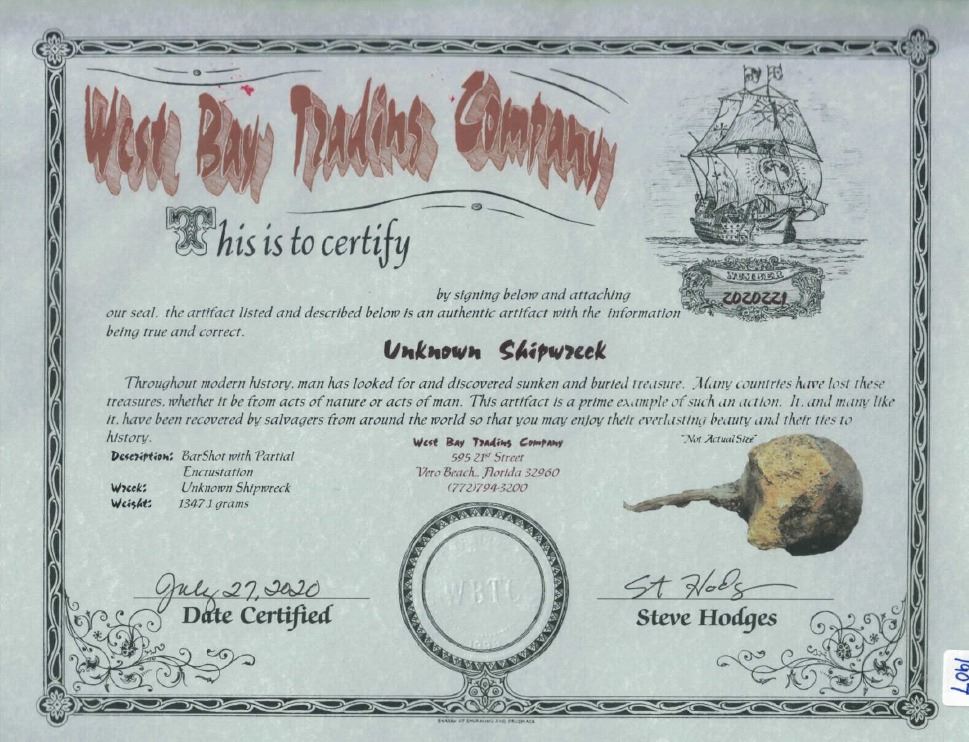 West Bay Trading Company
This is to certify
NUMBER
2020221
by signing below and attaching
our seal, the artifact listed and described below is an authentic artifact with the information
being true and correct.
Unknown Shipwreck
Throughout modern history, man has looked for and discovered sunken and buried treasure. Many countries have lost these
treasures, whether it be from acts of nature or acts of man. This artifact is a prime example of such an action. It, and many like
it, have been recovered by salvagers from around the world so that you may enjoy their everlasting beauty and their ties to
history.
"Not Actual Size"
West Bay Trading Company
595 21st Street
Vero Beach, Florida 32960
(772)794-3200
Description: BarShot with Partial
Encrustation
Wreck: Unknown Shipwreck
Weight: 1347.1 grams
WBTC
July 27, 2020
Date Certified
St Hodges
Steve Hodges
1907